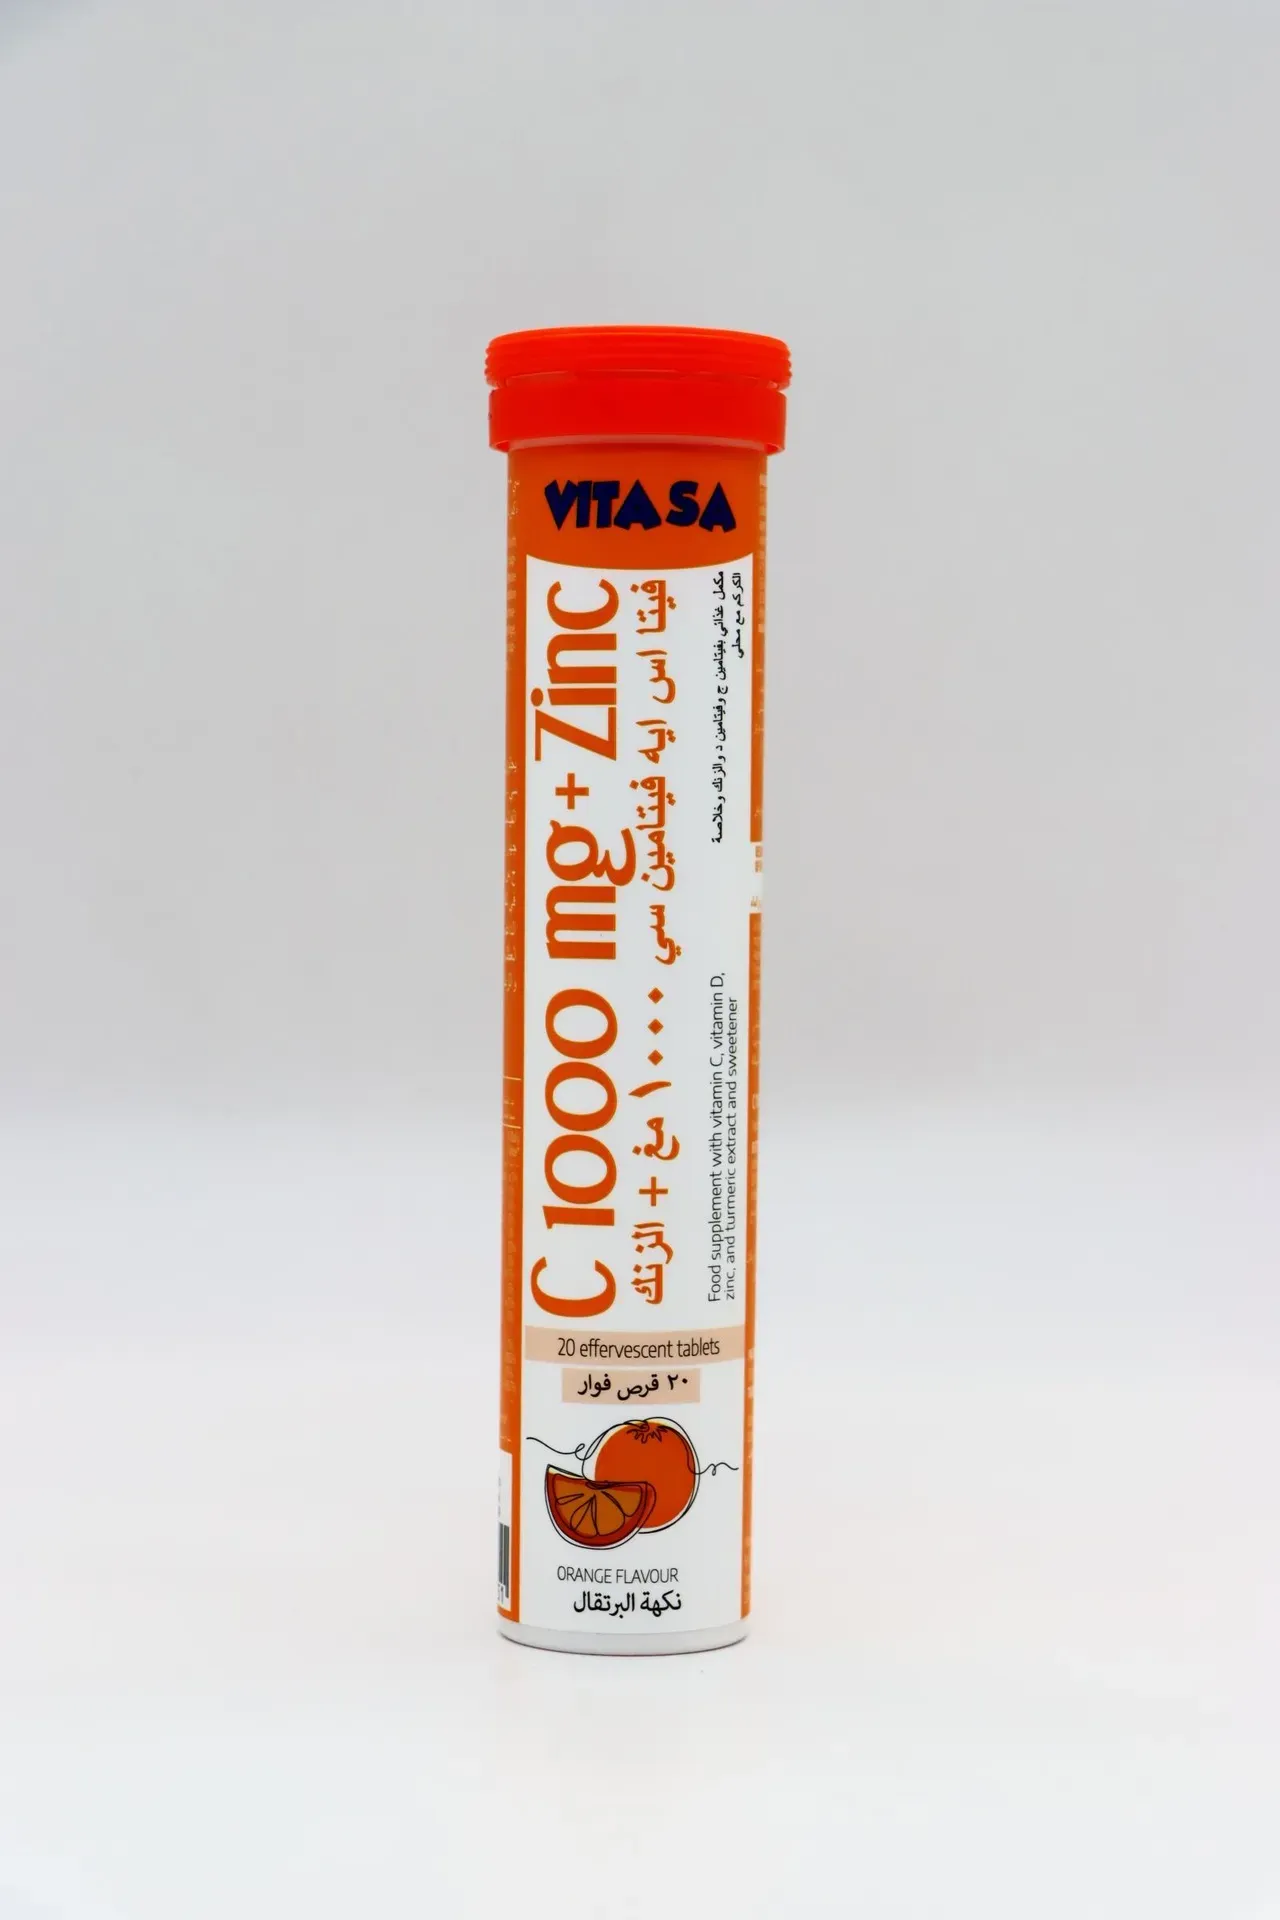 VITASA
C 1000 mg + Zinc
فيتا اس ايه فيتامين سي ١٠٠٠ مغ + الزنك
مكمل غذائي بفيتامين ج وفيتامين د والزنك وخلاصة
الكركم مع محلي
Food supplement with vitamin C, vitamin D,
zinc, and turmeric extract and sweetener
20 effervescent tablets
٢٠ قرص فوار
ORANGE FLAVOUR
نكهة البرتقال